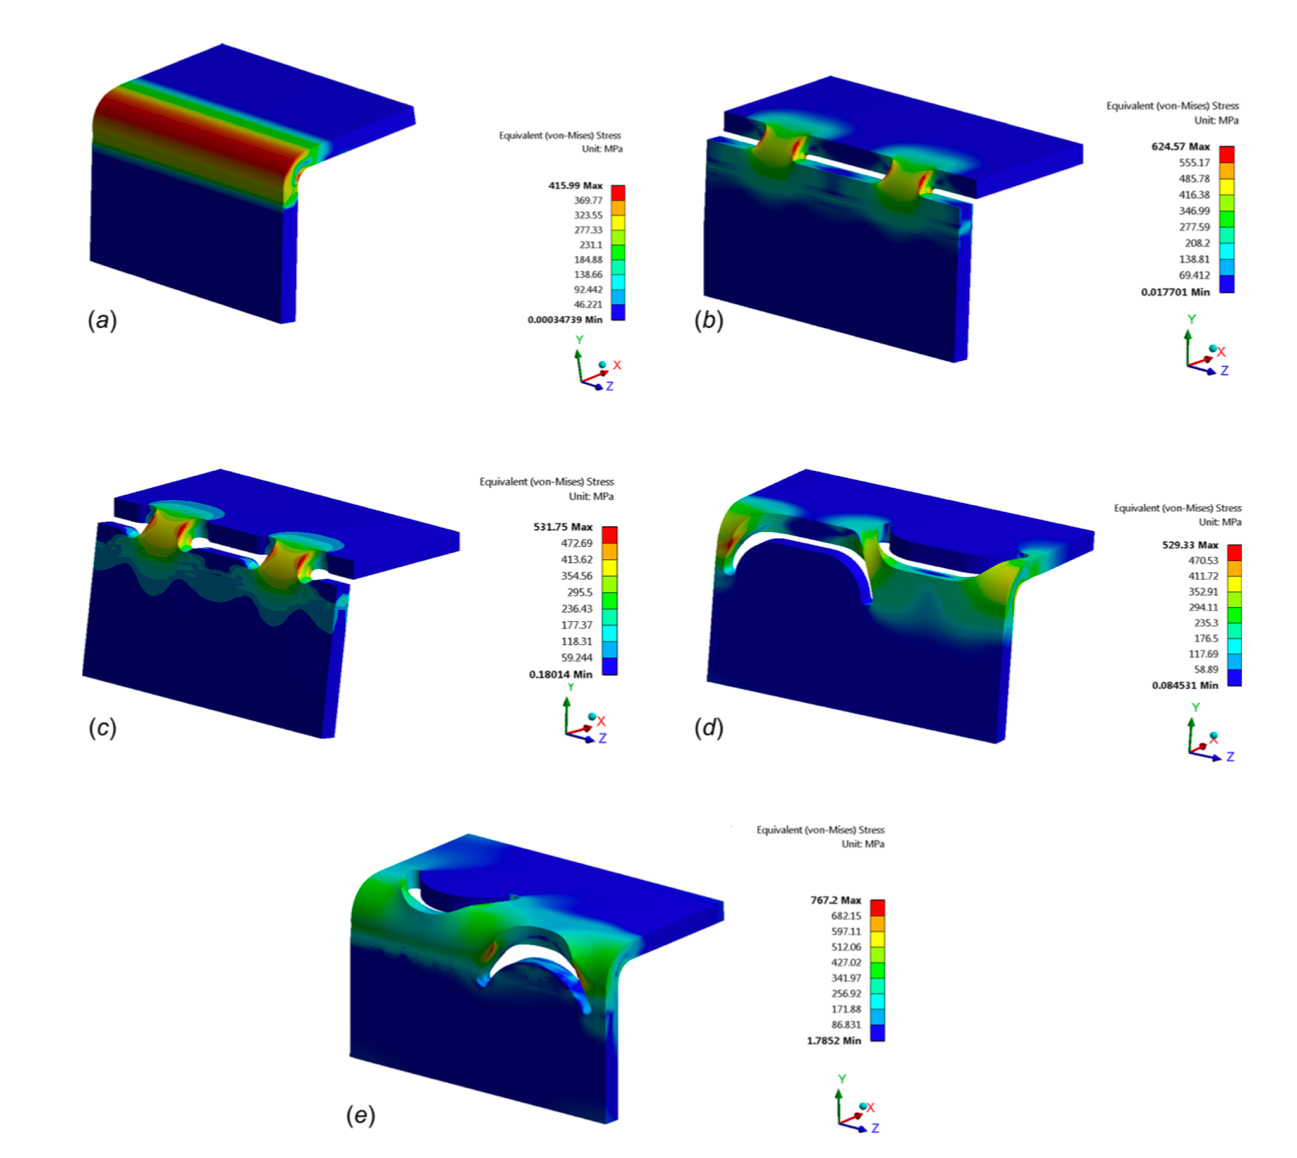 Equivalent (von-Mises) Stress
Unit: MPa
415.99 Max
369.77
323.55
277.33
231.1
184.88
138.66
92.442
46.221
0.00034739 Min
Y
X
Z
(a)
Equivalent (von-Mises) Stress
Unit: MPa
624.57 Max
555.17
485.78
416.38
346.99
277.59
208.2
138.81
69.412
0.017701 Min
Y
X
Z
(b)
Equivalent (von-Mises) Stress
Unit: MPa
531.75 Max
472.69
413.62
354.56
295.5
236.43
177.37
118.31
59.244
0.18014 Min
Y
X
Z
(c)
Equivalent (von-Mises) Stress
Unit: MPa
529.33 Max
470.53
411.72
352.91
294.11
235.3
176.5
117.69
58.89
0.084531 Min
Y
X
Z
(d)
Equivalent (von-Mises) Stress
Unit: MPa
767.2 Max
682.15
597.11
512.06
427.02
341.97
256.92
171.88
86.831
1.7852 Min
Y
X
Z
(e)